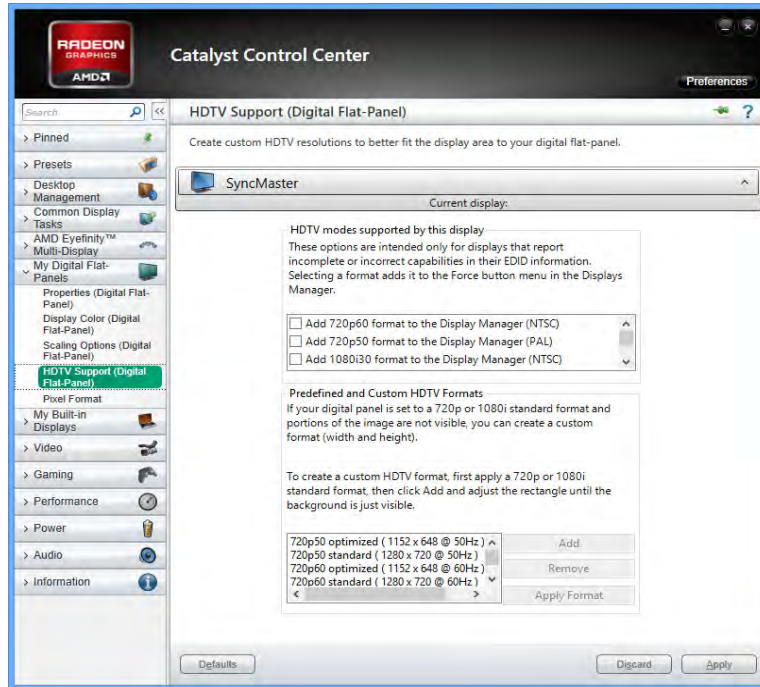 RADEON
GRAPHICS
AMD
Catalyst Control Center
Preferences
Search
HDTV Support (Digital Flat-Panel)
?
Pinned
Presets
Desktop
Management
Common Display
Tasks
AMD Eyefinity™
Multi-Display
My Digital Flat-
Panels
Properties (Digital Flat-
Panel)
Display Color (Digital
Flat-Panel)
Scaling Options (Digital
Flat-Panel)
HDTV Support (Digital
Flat-Panel)
Pixel Format
My Built-in
Displays
Video
Gaming
Performance
Power
Audio
Information
Create custom HDTV resolutions to better fit the display area to your digital flat-panel.
SyncMaster
Current display:
HDTV modes supported by this display
These options are intended only for displays that report
incomplete or incorrect capabilities in their EDID information.
Selecting a format adds it to the Force button menu in the Displays
Manager.
Add 720p60 format to the Display Manager (NTSC)
Add 720p50 format to the Display Manager (PAL)
Add 1080i30 format to the Display Manager (NTSC)
Predefined and Custom HDTV Formats
If your digital panel is set to a 720p or 1080i standard format and
portions of the image are not visible, you can create a custom
format (width and height).
To create a custom HDTV format, first apply a 720p or 1080i
standard format, then click Add and adjust the rectangle until the
background is just visible.
720p50 optimized ( 1152 x 648 @ 50Hz )
720p50 standard ( 1280 x 720 @ 50Hz )
720p60 optimized ( 1152 x 648 @ 60Hz )
720p60 standard ( 1280 x 720 @ 60Hz )
Add
Remove
Apply Format
Defaults
Discard
Apply